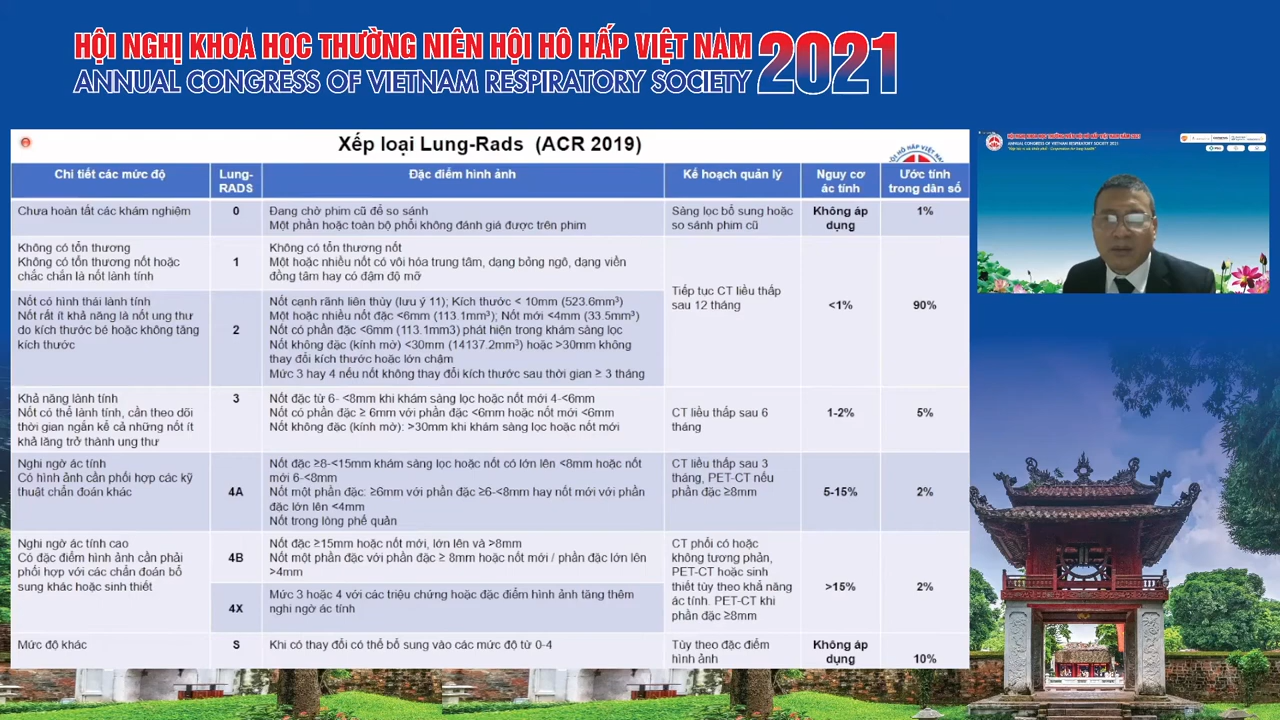 HỘI NGHỊ KHOA HỌC THƯỜNG NIÊN HỘI HÔ HẤP VIỆT NAM
ANNUAL CONGRESS OF VIETNAM RESPIRATORY SOCIETY
2021
Xếp loại Lung-Rads (ACR 2019)
HỘI NGHỊ KHOA HỌC THƯỜNG NIÊN HỘI HÔ HẤP VIỆT NAM 2021
ANNUAL CONGRESS OF VIETNAM RESPIRATORY SOCIETY 2021
Chi tiết các mức độ
Lung-
RADS
Đặc điểm hình ảnh
Kế hoạch quản lý
Nguy cơ
ác tính
Ước tính
trong dân số
Chưa hoàn tất các khám nghiệm
0
Đang chờ phim cũ để so sánh
Một phần hoặc toàn bộ phổi không đánh giá được trên phim
Sàng lọc bổ sung hoặc
so sánh phim cũ
Không áp
dụng
1%
Không có tổn thương
Không có tổn thương nốt hoặc
chắc chắn là nốt lành tính
1
Không có tổn thương nốt
Một hoặc nhiều nốt có vôi hóa trung tâm, dạng bỏng ngô, dạng viền
đồng tâm hay có đậm độ mỡ
Tiếp tục CT liều thấp
sau 12 tháng
<1%
90%
Nốt có hình thái lành tính
Nốt rất ít khả năng là nốt ung thư
do kích thước bé hoặc không tăng
kích thước
2
Nốt cạnh rãnh liên thùy (lưu ý 11); Kích thước < 10mm (523.6mm³)
Một hoặc nhiều nốt đặc <6mm (113.1mm³); Nốt mới <4mm (33.5mm³)
Nốt có phần đặc <6mm (113.1mm3) phát hiện trong khám sàng lọc
Nốt không đặc (kính mờ) <30mm (14137.2mm³) hoặc >30mm không
thay đổi kích thước hoặc lớn chậm
Mức 3 hay 4 nếu nốt không thay đổi kích thước sau thời gian ≥ 3 tháng
Khả năng lành tính
Nốt có thể lành tính, cần theo dõi
thời gian ngắn kể cả những nốt ít
khả lăng trở thành ung thư
3
Nốt đặc từ 6- <8mm khi khám sàng lọc hoặc nốt mới 4-<6mm
Nốt có phần đặc ≥ 6mm với phần đặc <6mm hoặc nốt mới <6mm
Nốt không đặc (kính mờ): >30mm khi khám sàng lọc hoặc nốt mới
CT liều thấp sau 6
tháng
1-2%
5%
Nghi ngờ ác tính
Có hình ảnh cần phối hợp các kỹ
thuật chẩn đoán khác
4A
Nốt đặc ≥8-<15mm khám sàng lọc hoặc nốt có lớn lên <8mm hoặc nốt
mới 6-<8mm
Nốt một phần đặc: ≥6mm với phần đặc ≥6-<8mm hay nốt mới với phần
đặc lớn lên <4mm
Nốt trong lòng phế quản
CT liều thấp sau 3
tháng, PET-CT nếu
phần đặc ≥8mm
5-15%
2%
Nghi ngờ ác tính cao
Có đặc điểm hình ảnh cần phải
phối hợp với các chẩn đoán bổ
sung khác hoặc sinh thiết
4B
Nốt đặc ≥15mm hoặc nốt mới, lớn lên và >8mm
Nốt một phần đặc với phần đặc ≥ 8mm hoặc nốt mới / phần đặc lớn lên
>4mm
4X
Mức 3 hoặc 4 với các triệu chứng hoặc đặc điểm hình ảnh tăng thêm
nghi ngờ ác tính
CT phổi có hoặc
không tương phản,
PET-CT hoặc sinh
thiết tùy theo khả năng
ác tính. PET-CT khi
phần đặc ≥8mm
>15%
2%
Mức độ khác
S
Khi có thay đổi có thể bổ sung vào các mức độ từ 0-4
Tùy theo đặc điểm
hình ảnh
Không áp
dụng
10%